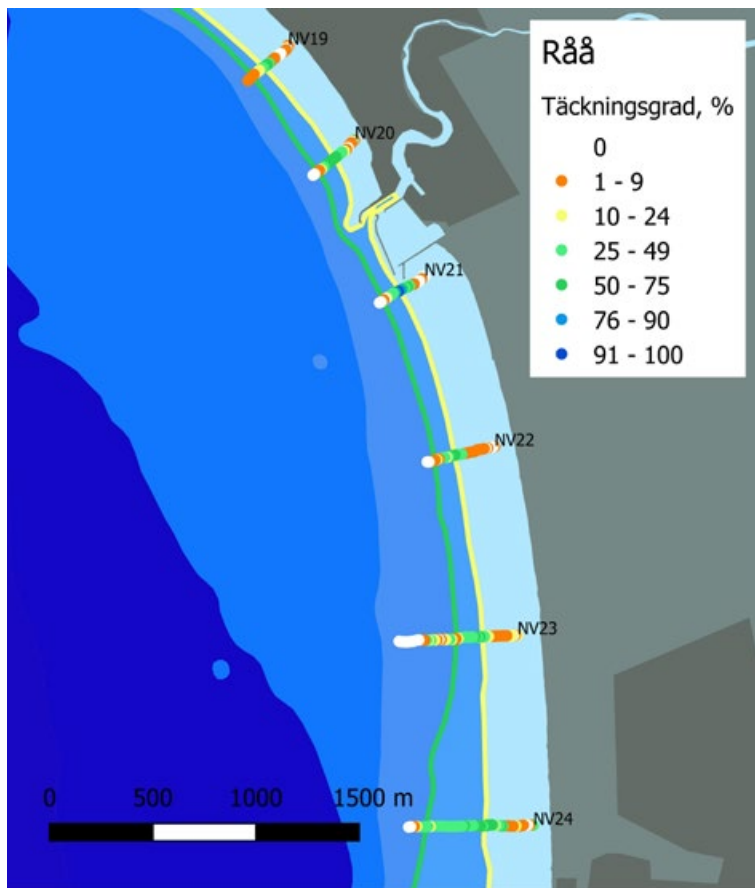 NV19
Råå
Täckningsgrad, %
0
1 - 9
10 - 24
25 - 49
50 - 75
76 - 90
91 - 100
NV20
NV21
NV22
NV23
0 500 1000 1500 m
NV24